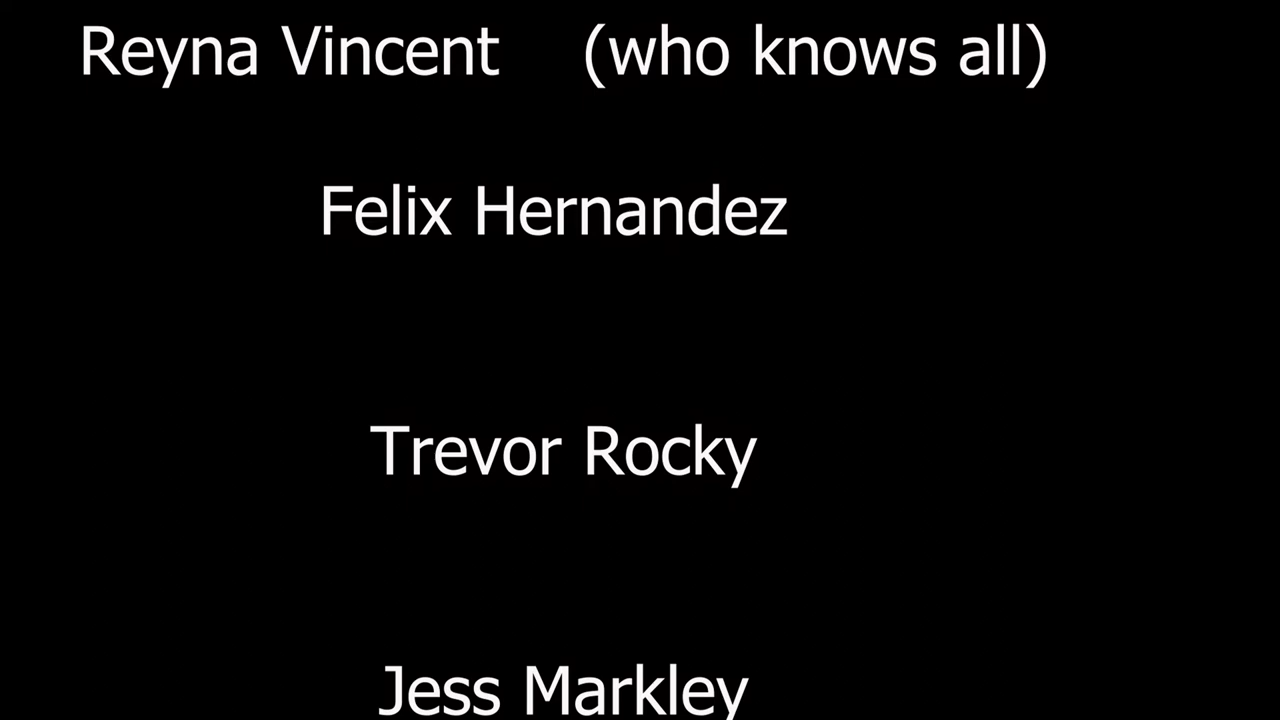 Reyna Vincent (who knows all)
Felix Hernandez
Trevor Rocky
Jess Markley